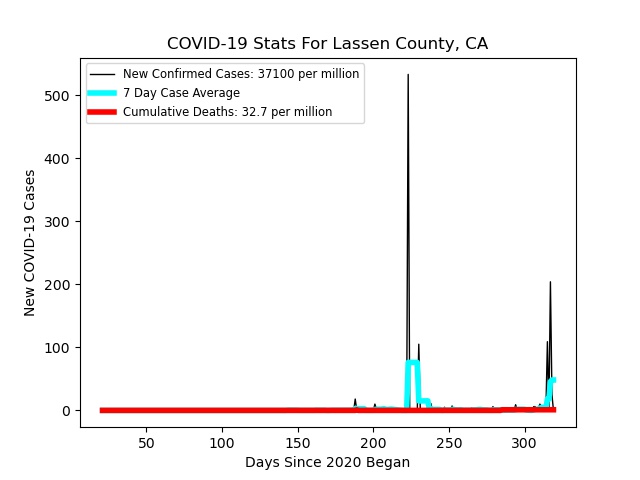 COVID-19 Stats For Lassen County, CA
New Confirmed Cases: 37100 per million
7 Day Case Average
Cumulative Deaths: 32.7 per million
New COVID-19 Cases
500
400
300
200
100
0
50
100
150
200
250
300
Days Since 2020 Began